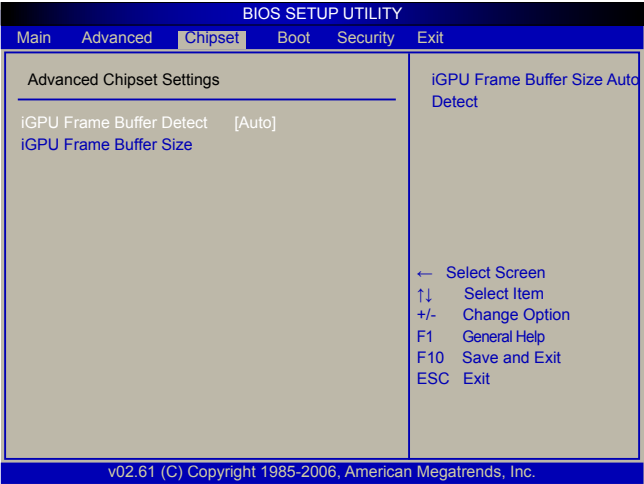 BIOS SETUP UTILITY
Main Advanced Chipset Boot Security Exit
Advanced Chipset Settings
iGPU Frame Buffer Detect [Auto]
iGPU Frame Buffer Size
iGPU Frame Buffer Size Auto
Detect
← Select Screen
↑↓ Select Item
+/- Change Option
F1 General Help
F10 Save and Exit
ESC Exit
v02.61 (C) Copyright 1985-2006, American Megatrends, Inc.